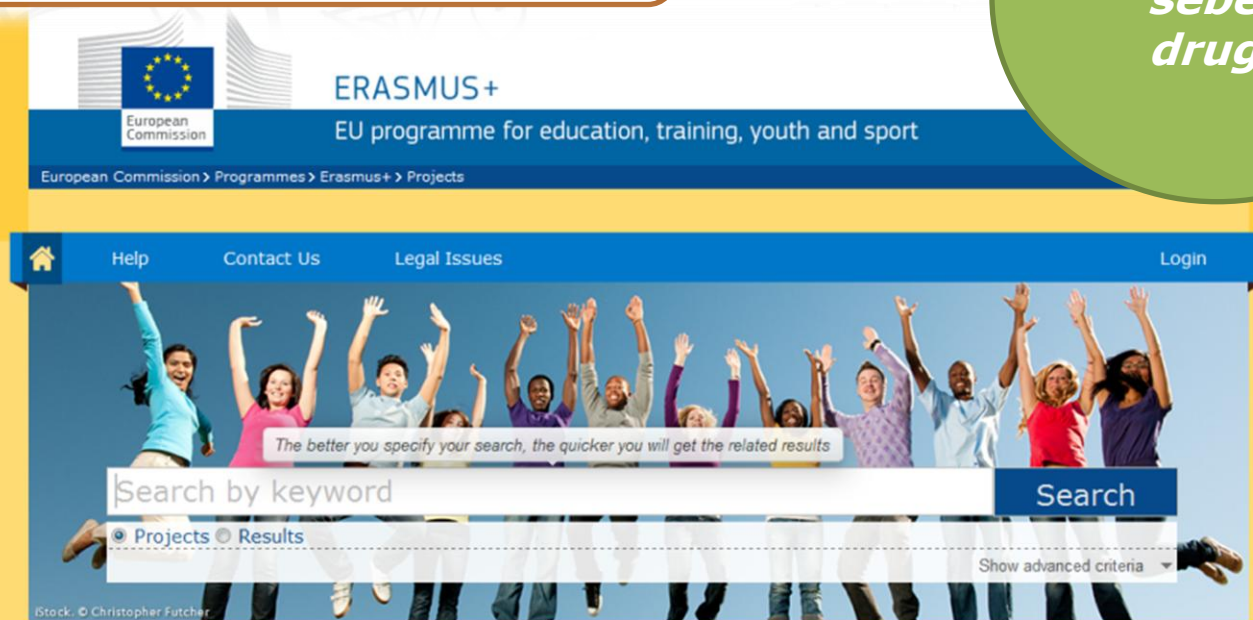 ERASMUS+
European
Commission
EU programme for education, training, youth and sport
European Commission > Programmes > Erasmus+ > Projects
Help Contact Us Legal Issues Login
The better you specify your search, the quicker you will get the related results
Search by keyword Search
Projects Results
Show advanced criteria
iStock. © Christopher Futcher